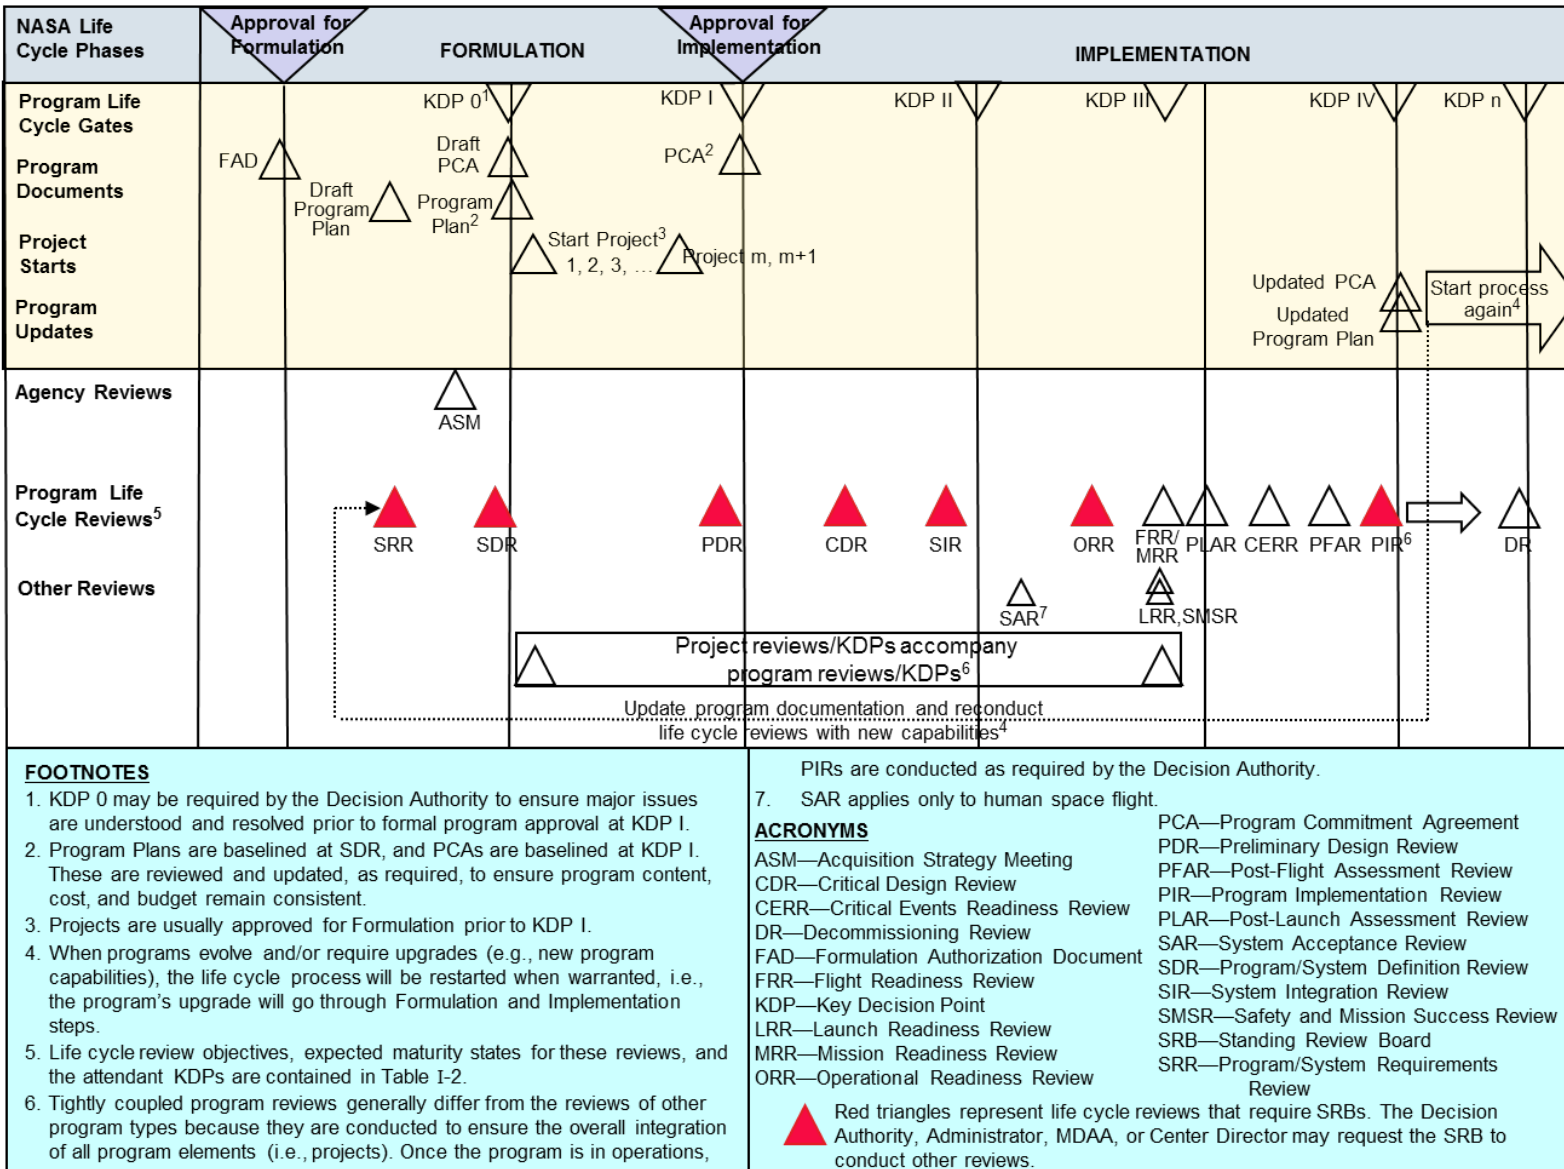 NASA Life
Cycle Phases
Approval for
Formulation
FORMULATION
Approval for
Implementation
IMPLEMENTATION
Program Life
Cycle Gates
KDP 0¹
KDP I
KDP II
KDP III
KDP IV
KDP n
Program
Documents
FAD
Draft
Program
Plan
Draft
PCA
Program
Plan²
PCA²
Project
Starts
Start Project³
1, 2, 3, …
Project m, m+1
Program
Updates
Updated PCA
Updated
Program Plan
Start process
again⁴
Agency Reviews
ASM
Program Life
Cycle Reviews⁵
SRR
SDR
PDR
CDR
SIR
ORR
FRR/
MRR
PLAR
CERR
PFAR
PIR⁶
DR
Other Reviews
SAR⁷
LRR,SMSR
Project reviews/KDPs accompany
program reviews/KDPs⁶
Update program documentation and reconduct
life cycle reviews with new capabilities⁴
FOOTNOTES
1. KDP 0 may be required by the Decision Authority to ensure major issues
are understood and resolved prior to formal program approval at KDP I.
2. Program Plans are baselined at SDR, and PCAs are baselined at KDP I.
These are reviewed and updated, as required, to ensure program content,
cost, and budget remain consistent.
3. Projects are usually approved for Formulation prior to KDP I.
4. When programs evolve and/or require upgrades (e.g., new program
capabilities), the life cycle process will be restarted when warranted, i.e.,
the program's upgrade will go through Formulation and Implementation
steps.
5. Life cycle review objectives, expected maturity states for these reviews, and
the attendant KDPs are contained in Table I-2.
6. Tightly coupled program reviews generally differ from the reviews of other
program types because they are conducted to ensure the overall integration
of all program elements (i.e., projects). Once the program is in operations,
PIRs are conducted as required by the Decision Authority.
7. SAR applies only to human space flight.
ACRONYMS
ASM—Acquisition Strategy Meeting
CDR—Critical Design Review
CERR—Critical Events Readiness Review
DR—Decommissioning Review
FAD—Formulation Authorization Document
FRR—Flight Readiness Review
KDP—Key Decision Point
LRR—Launch Readiness Review
MRR—Mission Readiness Review
ORR—Operational Readiness Review
PCA—Program Commitment Agreement
PDR—Preliminary Design Review
PFAR—Post-Flight Assessment Review
PIR—Program Implementation Review
PLAR—Post-Launch Assessment Review
SAR—System Acceptance Review
SDR—Program/System Definition Review
SIR—System Integration Review
SMSR—Safety and Mission Success Review
SRB—Standing Review Board
SRR—Program/System Requirements
Review
Red triangles represent life cycle reviews that require SRBs. The Decision
Authority, Administrator, MDAA, or Center Director may request the SRB to
conduct other reviews.